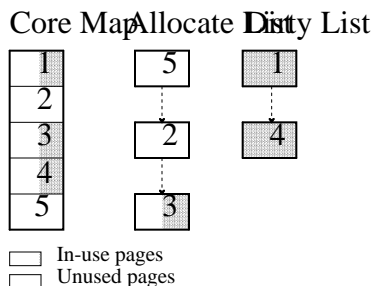 Core Map Allocate List Dirty List
1 5 1
2
3 2 4
4
5 3
In-use pages
Unused pages